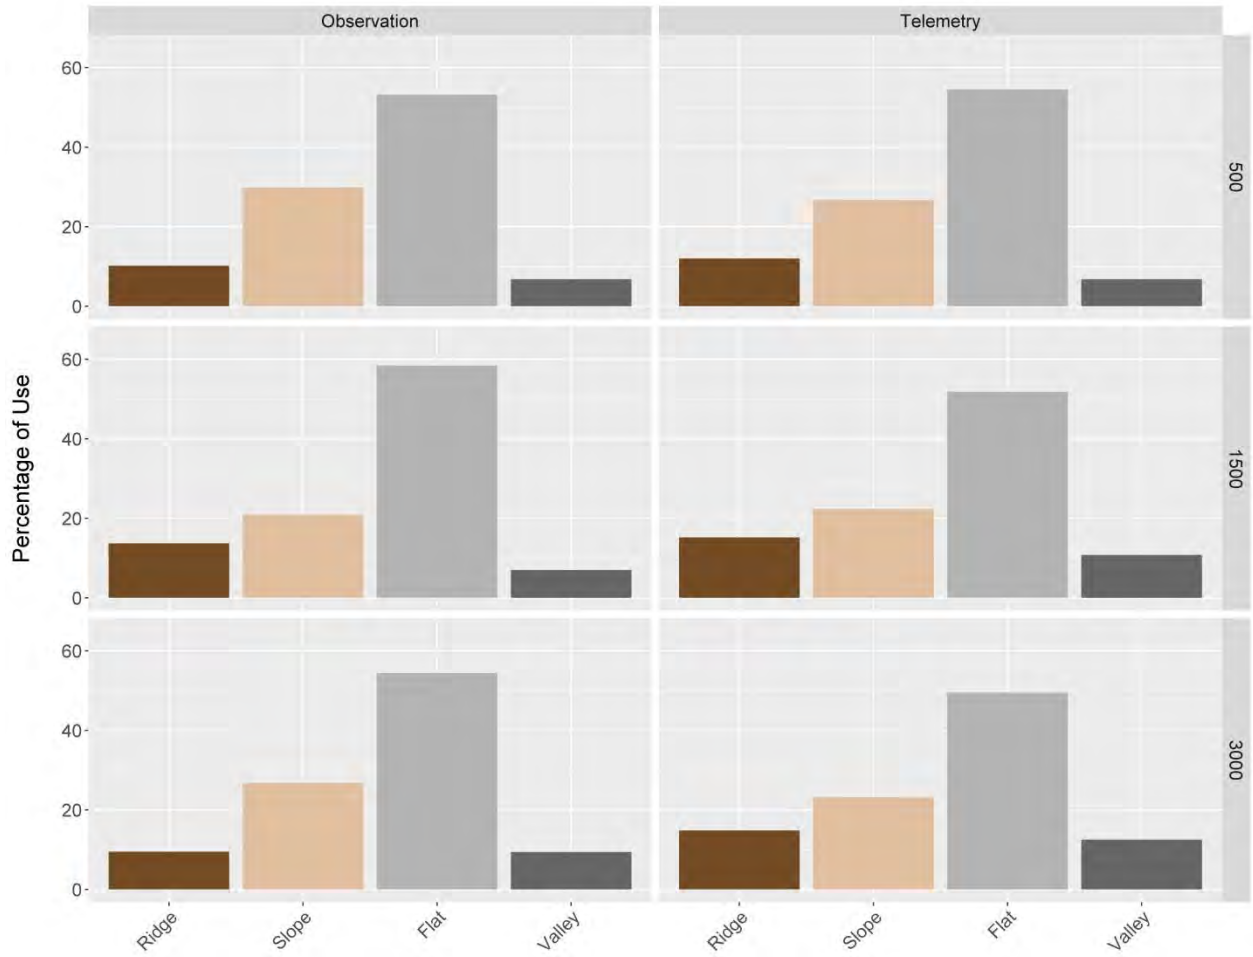 Observation
Telemetry
Percentage of Use
60
40
20
0
500
60
40
20
0
1500
60
40
20
0
3000
Ridge
Slope
Flat
Valley
Ridge
Slope
Flat
Valley